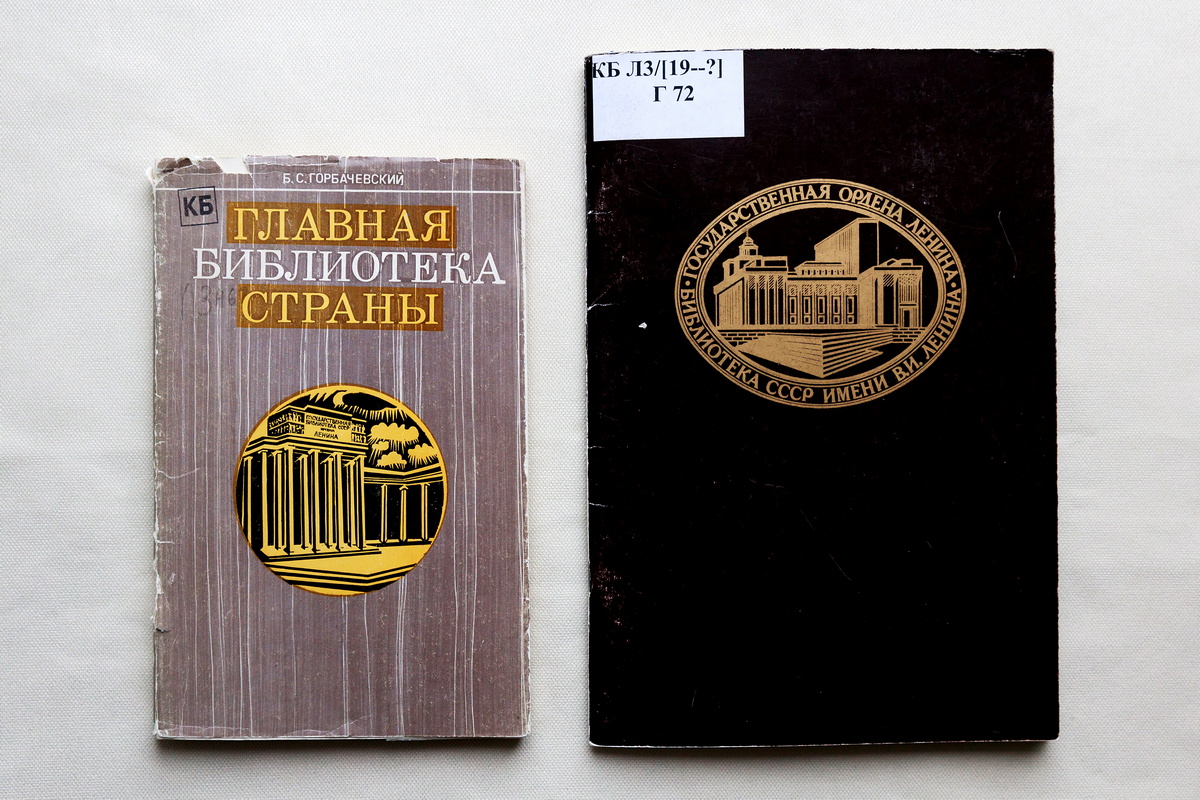 Б. С. ГОРБАЧЕВСКИЙ
КБ
ГЛАВНАЯ
БИБЛИОТЕКА
СТРАНЫ
ГОСУДАРСТВЕННАЯ
БИБЛИОТЕКА СССР
ЛЕНИНА
КБ Л3/[19--?]
Г 72
ГОСУДАРСТВЕННАЯ ОРДЕНА ЛЕНИНА
БИБЛИОТЕКА СССР ИМЕНИ В.И. ЛЕНИНА